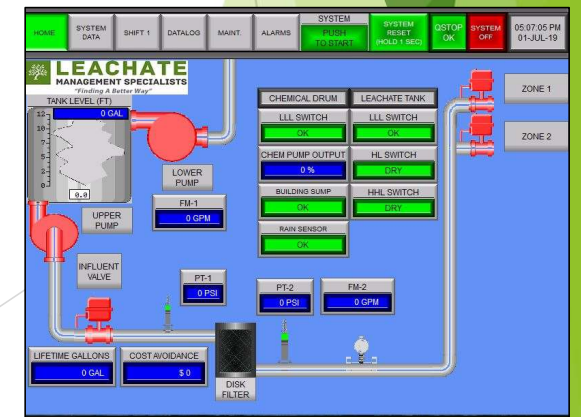 HOME
SYSTEM
DATA
SHIFT 1
DATALOG
MAINT.
ALARMS
SYSTEM
PUSH
TO START
SYSTEM
RESET
(HOLD 1 SEC)
QSTOP
OK
SYSTEM
OFF
05:07:05 PM
01-JUL-19
LEACHATE
MANAGEMENT SPECIALISTS
"Finding A Better Way"
TANK LEVEL (FT)
0 GAL
12
10
7
5
2
0
0.0
LOWER
PUMP
FM-1
0 GPM
UPPER
PUMP
INFLUENT
VALVE
CHEMICAL DRUM
LLL SWITCH
OK
CHEM PUMP OUTPUT
0 %
BUILDING SUMP
OK
RAIN SENSOR
OK
LEACHATE TANK
LLL SWITCH
OK
HL SWITCH
DRY
HHL SWITCH
DRY
ZONE 1
ZONE 2
PT-1
0 PSI
PT-2
0 PSI
FM-2
0 GPM
LIFETIME GALLONS
0 GAL
COST AVOIDANCE
$ 0
DISK
FILTER